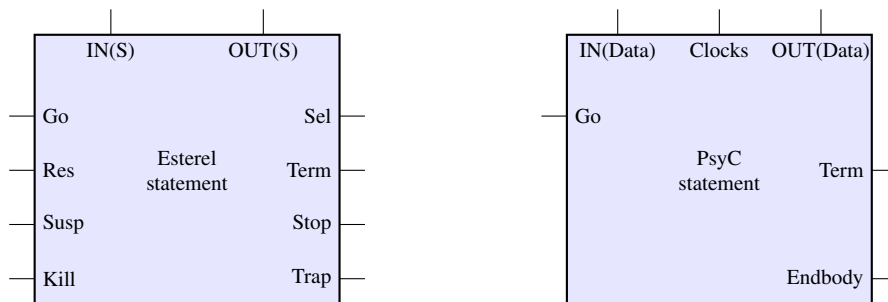 IN(S) OUT(S)
Go
Sel
Res
Esterel
statement
Term
Susp
Stop
Kill
Trap
IN(Data) Clocks OUT(Data)
Go
PsyC
statement
Term
Endbody